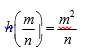 h(m/n) = m²/n